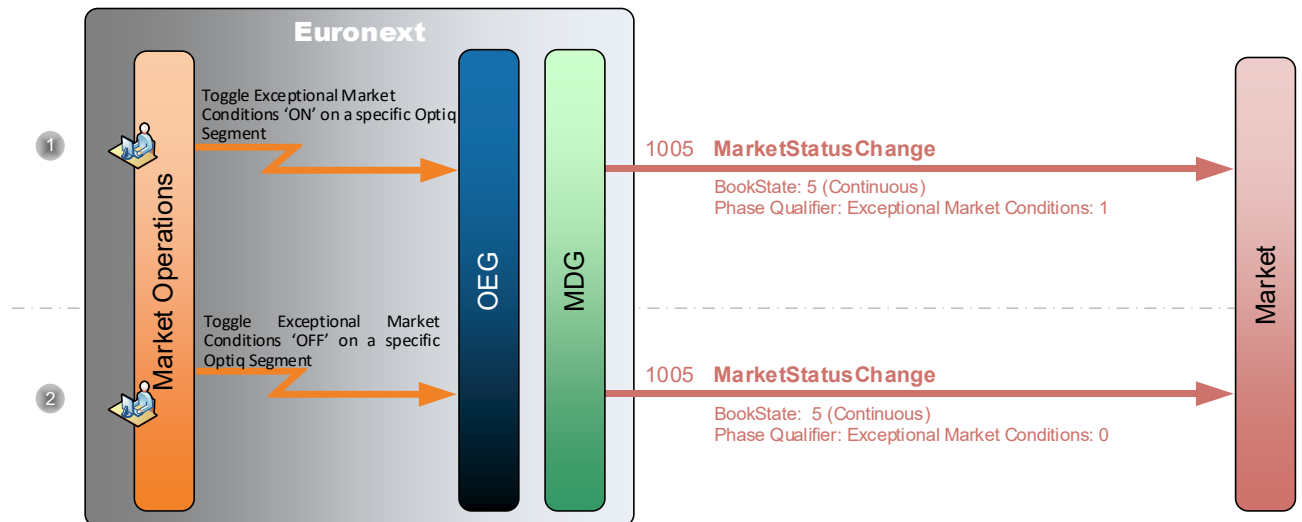 Euronext
Toggle Exceptional Market
Conditions ‘ON’ on a specific Optiq
Segment
1
1005 MarketStatusChange
BookState: 5 (Continuous)
Phase Qualifier: Exceptional Market Conditions: 1
Market Operations
OEG
MDG
Market
Toggle Exceptional Market
Conditions ‘OFF’ on a specific
Optiq Segment
2
1005 MarketStatusChange
BookState: 5 (Continuous)
Phase Qualifier: Exceptional Market Conditions: 0